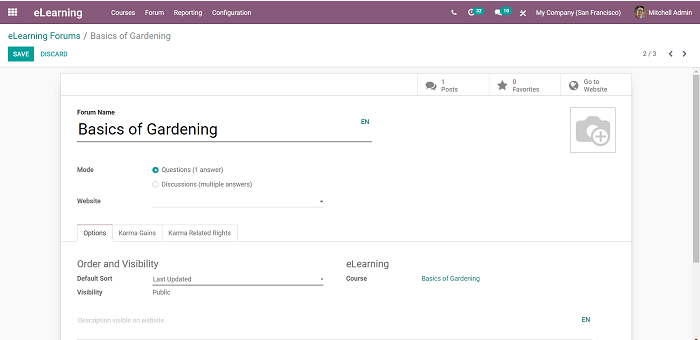 eLearning Courses Forum Reporting Configuration 32 10 My Company (San Francisco) Mitchell Admin
eLearning Forums / Basics of Gardening
SAVE DISCARD 2 / 3
1 Posts
0 Favorites
Go to Website
Forum Name
Basics of Gardening EN
Mode Questions (1 answer)
Discussions (multiple answers)
Website
Options Karma Gains Karma Related Rights
Order and Visibility eLearning
Default Sort Last Updated Course Basics of Gardening
Visibility Public
Description visible on website EN